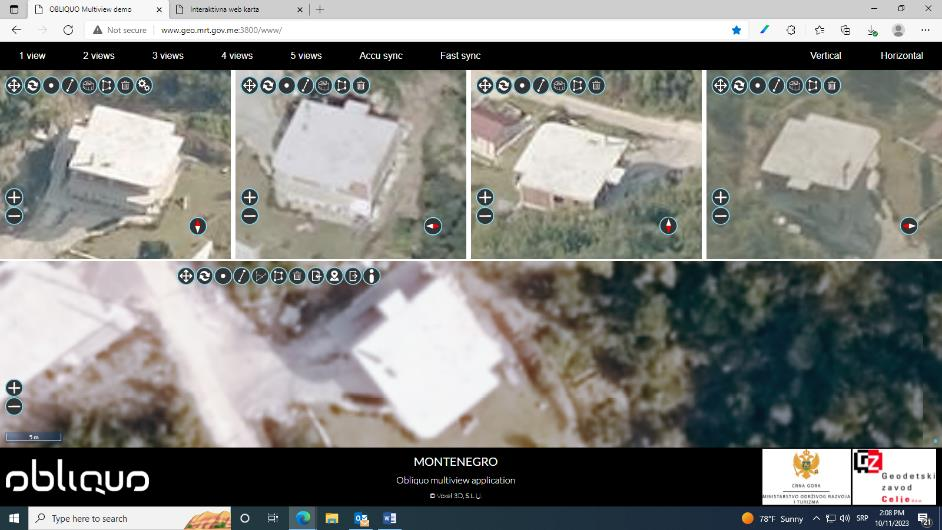 OBLIQUO Multiview demo
Interaktivna web karta
Not secure
www.geo.mrt.gov.me:3800/www/
1 view
2 views
3 views
4 views
5 views
Accu sync
Fast sync
Vertical
Horizontal
5 m
obliquo
MONTENEGRO
Obliquo multiview application
© Voxel 3D, S.L.U.
CRNA GORA
MINISTARSTVO ODRŽIVOG RAZVOJA
I TURIZMA
GZ
Geodetski
zavod
Celje d.o.o.
Type here to search
78°F Sunny
SRP
2:08 PM
10/11/2023
21